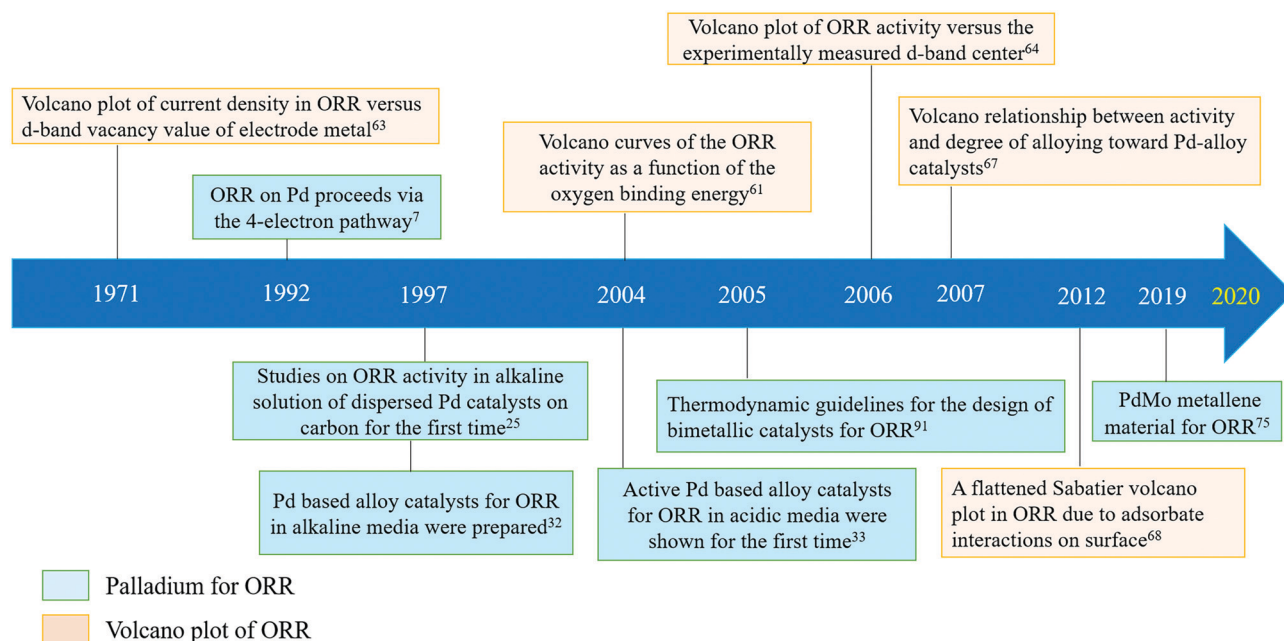 Volcano plot of ORR activity versus the
experimentally measured d-band center64
Volcano plot of current density in ORR versus
d-band vacancy value of electrode metal63
Volcano curves of the ORR
activity as a function of the
oxygen binding energy61
Volcano relationship between activity
and degree of alloying toward Pd-alloy
catalysts67
ORR on Pd proceeds via
the 4-electron pathway7
1971 1992 1997 2004 2005 2006 2007 2012 2019 2020
Studies on ORR activity in alkaline
solution of dispersed Pd catalysts on
carbon for the first time25
Thermodynamic guidelines for the design of
bimetallic catalysts for ORR91
PdMo metallene
material for ORR75
Pd based alloy catalysts for ORR
in alkaline media were prepared32
Active Pd based alloy catalysts
for ORR in acidic media were
shown for the first time33
A flattened Sabatier volcano
plot in ORR due to adsorbate
interactions on surface68
Palladium for ORR
Volcano plot of ORR